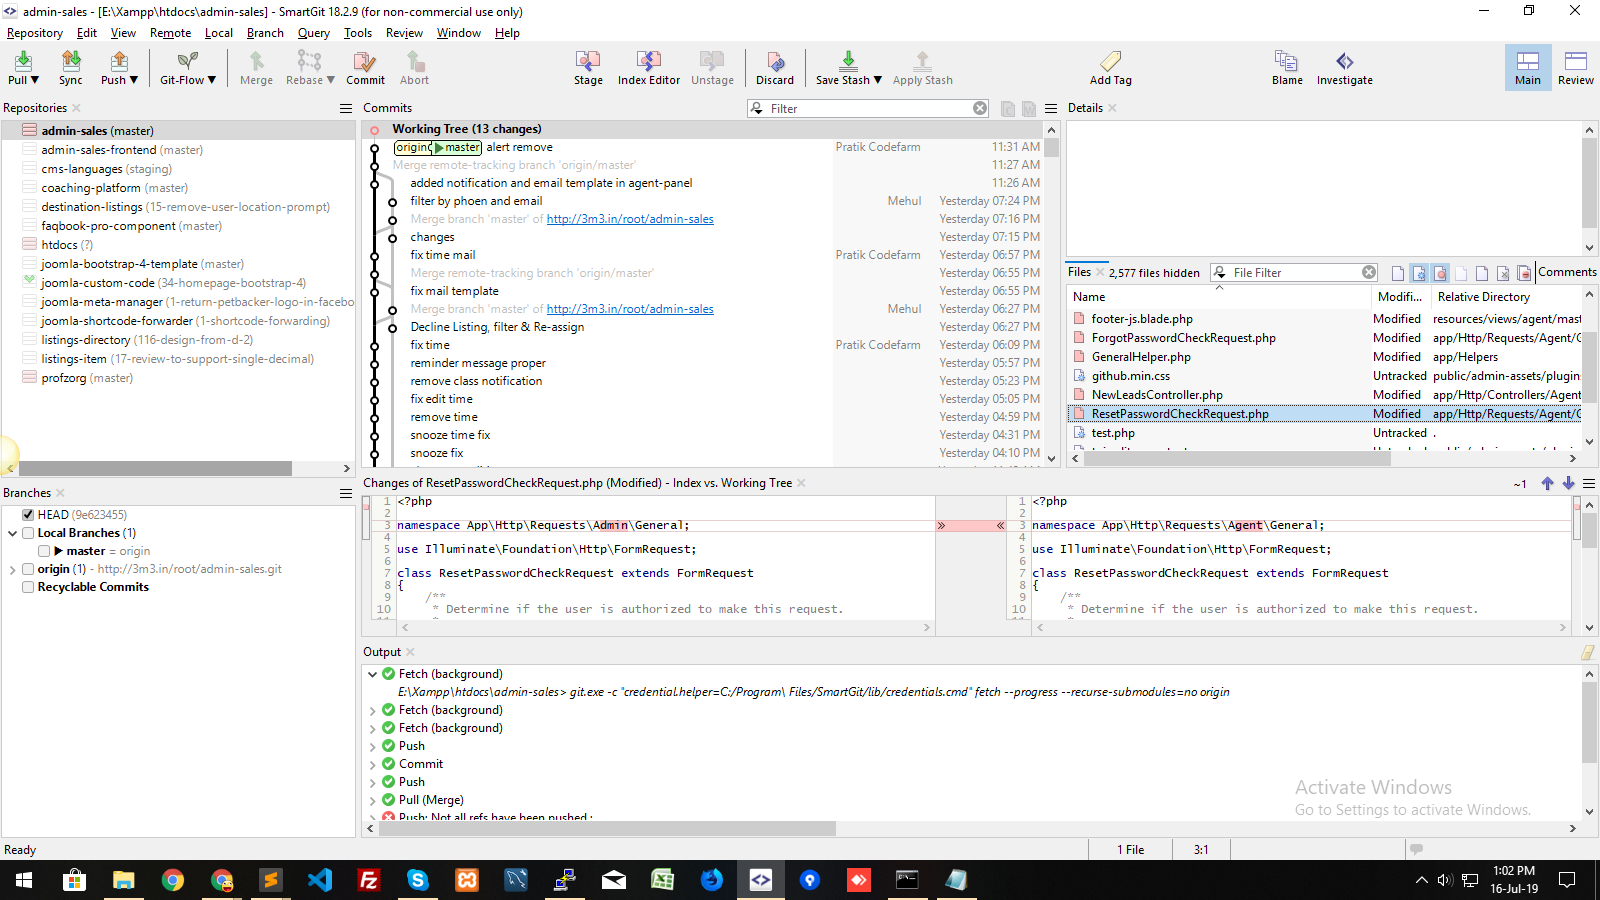 admin-sales - [E:\Xampp\htdocs\admin-sales] - SmartGit 18.2.9 (for non-commercial use only)
Repository Edit View Remote Local Branch Query Tools Review Window Help
Pull Sync Push Git-Flow Merge Rebase Commit Abort Stage Index Editor Unstage Discard Save Stash Apply Stash Add Tag Blame Investigate Main Review
Repositories
admin-sales (master)
admin-sales-frontend (master)
cms-languages (staging)
coaching-platform (master)
destination-listings (15-remove-user-location-prompt)
faqbook-pro-component (master)
htdocs (?)
joomla-bootstrap-4-template (master)
joomla-custom-code (34-homepage-bootstrap-4)
joomla-meta-manager (1-return-petbacker-logo-in-facebo
joomla-shortcode-forwarder (1-shortcode-forwarding)
listings-directory (116-design-from-d-2)
listings-item (17-review-to-support-single-decimal)
profzorg (master)
Branches
HEAD (9e623455)
Local Branches (1)
master = origin
origin (1) - http://3m3.in/root/admin-sales.git
Recyclable Commits
Commits Filter
Working Tree (13 changes)
origin master alert remove Pratik Codefarm 11:31 AM
Merge remote-tracking branch 'origin/master' 11:27 AM
added notification and email template in agent-panel 11:26 AM
filter by phoen and email Mehul Yesterday 07:24 PM
Merge branch 'master' of http://3m3.in/root/admin-sales Yesterday 07:16 PM
changes Yesterday 07:15 PM
fix time mail Pratik Codefarm Yesterday 06:57 PM
Merge remote-tracking branch 'origin/master' Yesterday 06:55 PM
fix mail template Yesterday 06:55 PM
Merge branch 'master' of http://3m3.in/root/admin-sales Mehul Yesterday 06:27 PM
Decline Listing, filter & Re-assign Yesterday 06:27 PM
fix time Pratik Codefarm Yesterday 06:09 PM
reminder message proper Yesterday 05:57 PM
remove class notification Yesterday 05:23 PM
fix edit time Yesterday 05:05 PM
remove time Yesterday 04:59 PM
snooze time fix Yesterday 04:31 PM
snooze fix Yesterday 04:10 PM
Details
Files 2,577 files hidden File Filter Comments
Name Modifi... Relative Directory
footer-js.blade.php Modified resources/views/agent/mast
ForgotPasswordCheckRequest.php Modified app/Http/Requests/Agent/G
GeneralHelper.php Modified app/Helpers
github.min.css Untracked public/admin-assets/plugin
NewLeadsController.php Modified app/Http/Controllers/Agent
ResetPasswordCheckRequest.php Modified app/Http/Requests/Agent/G
test.php Untracked .
Changes of ResetPasswordCheckRequest.php (Modified) - Index vs. Working Tree ~1
1 <?php
2
3 namespace App\Http\Requests\Admin\General;
4
5 use Illuminate\Foundation\Http\FormRequest;
6
7 class ResetPasswordCheckRequest extends FormRequest
8 {
9 /**
10 * Determine if the user is authorized to make this request.
1 <?php
2
3 namespace App\Http\Requests\Agent\General;
4
5 use Illuminate\Foundation\Http\FormRequest;
6
7 class ResetPasswordCheckRequest extends FormRequest
8 {
9 /**
10 * Determine if the user is authorized to make this request.
Output
Fetch (background)
E:\Xampp\htdocs\admin-sales> git.exe -c "credential.helper=C:/Program\ Files/SmartGit/lib/credentials.cmd" fetch --progress --recurse-submodules=no origin
Fetch (background)
Fetch (background)
Push
Commit
Push
Pull (Merge)
Push: Not all refs have been pushed.:
Activate Windows
Go to Settings to activate Windows.
Ready 1 File 3:1
1:02 PM
16-Jul-19